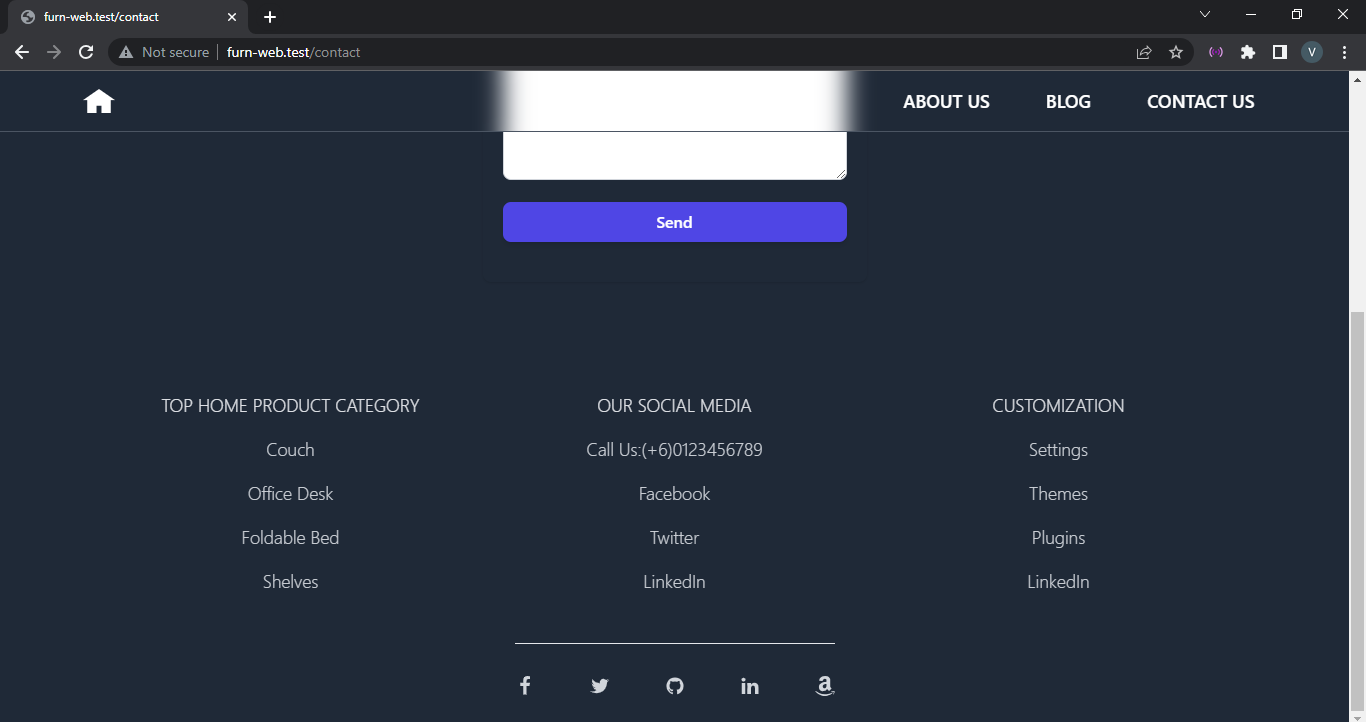 furn-web.test/contact
Not secure furn-web.test/contact
V
ABOUT US BLOG CONTACT US
Send
TOP HOME PRODUCT CATEGORY OUR SOCIAL MEDIA CUSTOMIZATION
Couch Call Us:(+6)0123456789 Settings
Office Desk Facebook Themes
Foldable Bed Twitter Plugins
Shelves LinkedIn LinkedIn